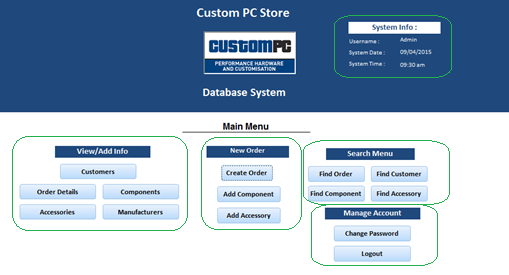 Custom PC Store
System Info :
Username : Admin
System Date : 09/04/2015
System Time : 09:30 am
CUSTOMPC
PERFORMANCE HARDWARE
AND CUSTOMISATION
Database System
Main Menu
View/Add Info
Customers
Order Details Components
Accessories Manufacturers
New Order
Create Order
Add Component
Add Accessory
Search Menu
Find Order Find Customer
Find Component Find Accessory
Manage Account
Change Password
Logout